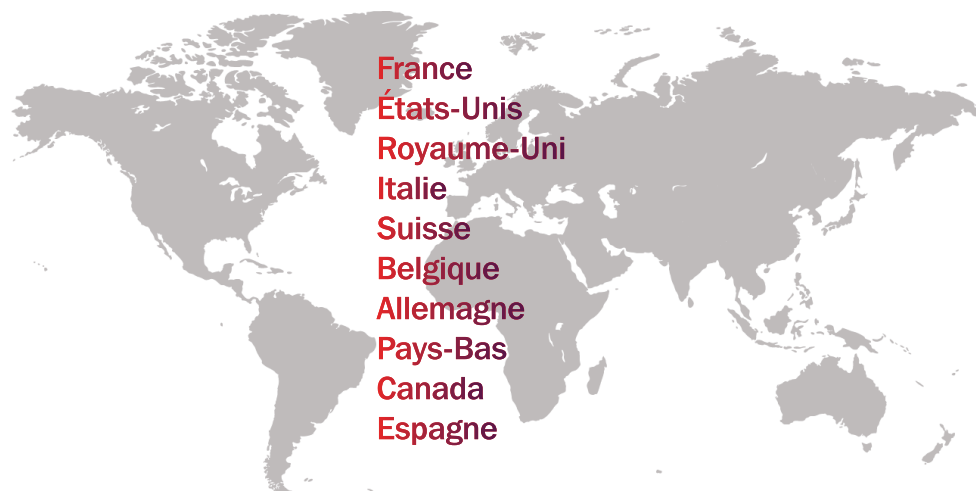 France
États-Unis
Royaume-Uni
Italie
Suisse
Belgique
Allemagne
Pays-Bas
Canada
Espagne